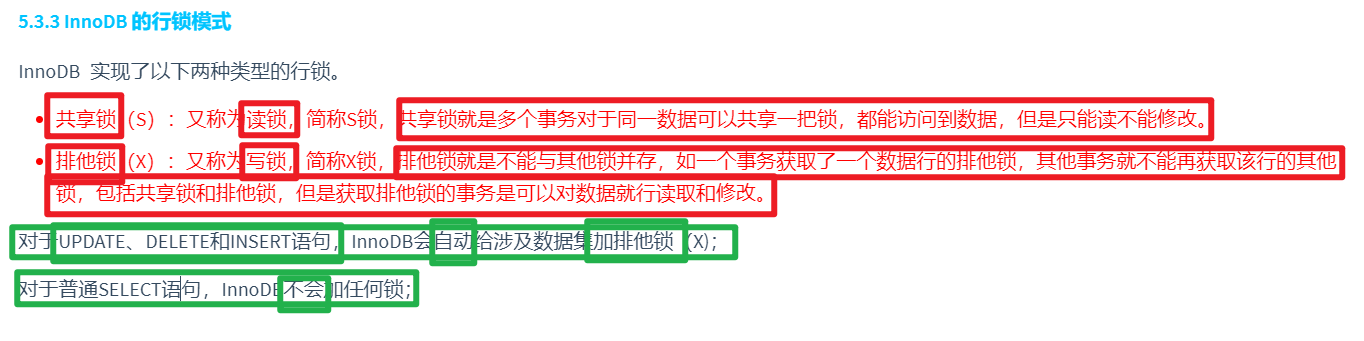 5.3.3 InnoDB 的行锁模式
InnoDB 实现了以下两种类型的行锁。
• 共享锁（S）：又称为读锁，简称S锁，共享锁就是多个事务对于同一数据可以共享一把锁，都能访问到数据，但是只能读不能修改。
• 排他锁（X）：又称为写锁，简称X锁，排他锁就是不能与其他锁并存，如一个事务获取了一个数据行的排他锁，其他事务就不能再获取该行的其他
锁，包括共享锁和排他锁，但是获取排他锁的事务是可以对数据就行读取和修改。
对于UPDATE、DELETE和INSERT语句，InnoDB会自动给涉及数据集加排他锁（X）；
对于普通SELECT语句，InnoDB不会加任何锁；